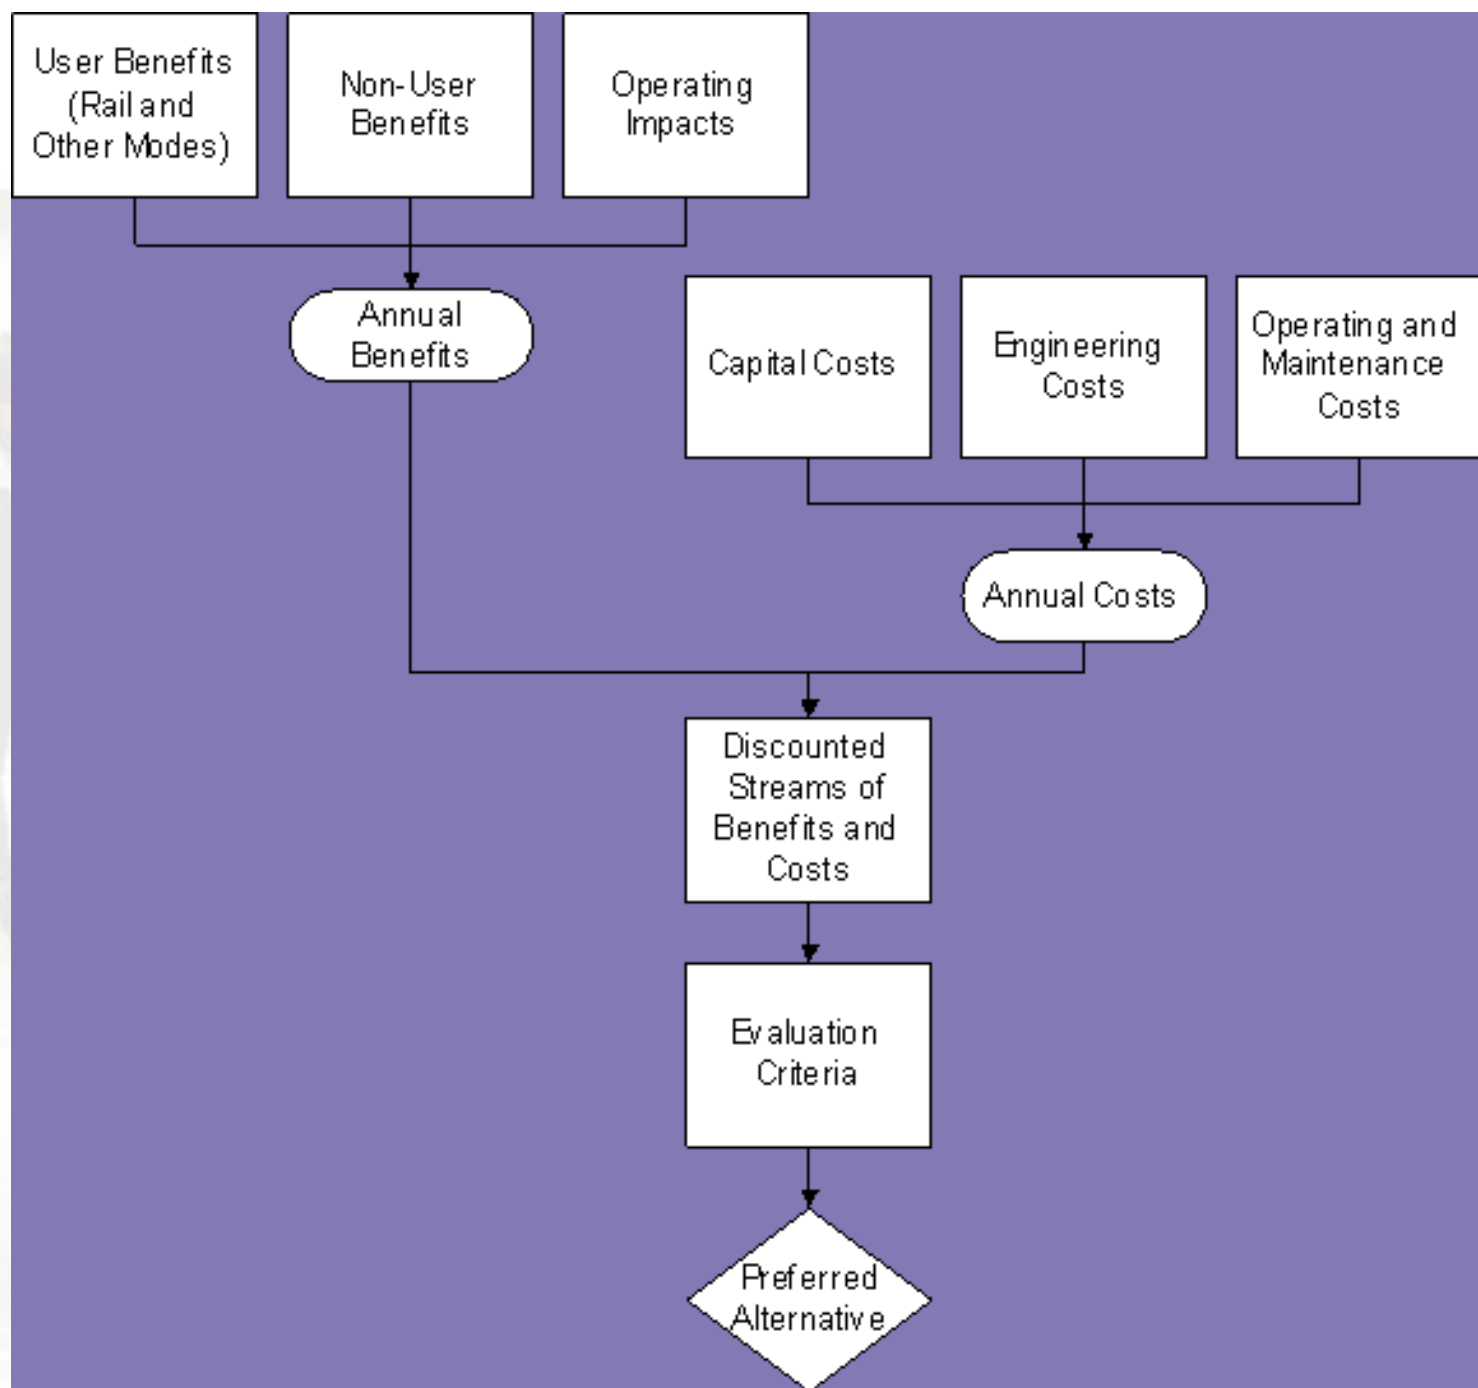 User Benefits
(Rail and
Other Modes)
Non-User
Benefits
Operating
Impacts
Annual
Benefits
Capital Costs
Engineering
Costs
Operating and
Maintenance
Costs
Annual Costs
Discounted
Streams of
Benefits and
Costs
Evaluation
Criteria
Preferred
Alternative